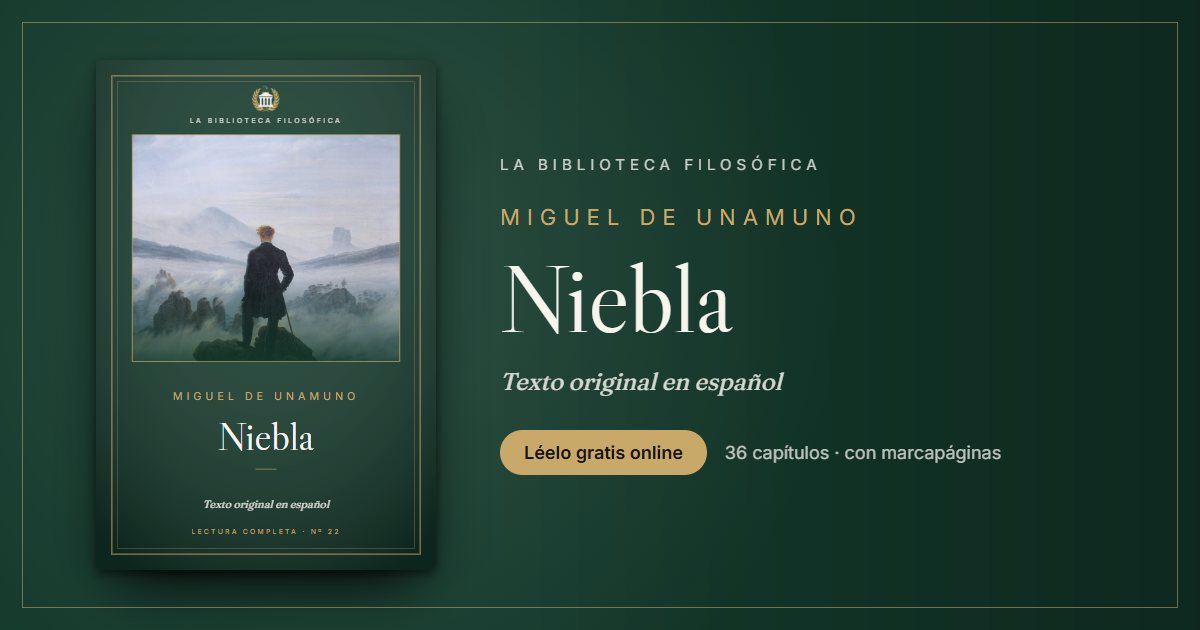 LA BIBLIOTECA FILOSÓFICA
MIGUEL DE UNAMUNO
Niebla
Texto original en español
LECTURA COMPLETA · Nº 22
LA BIBLIOTECA FILOSÓFICA
MIGUEL DE UNAMUNO
Niebla
Texto original en español
Léelo gratis online
36 capítulos · con marcapáginas